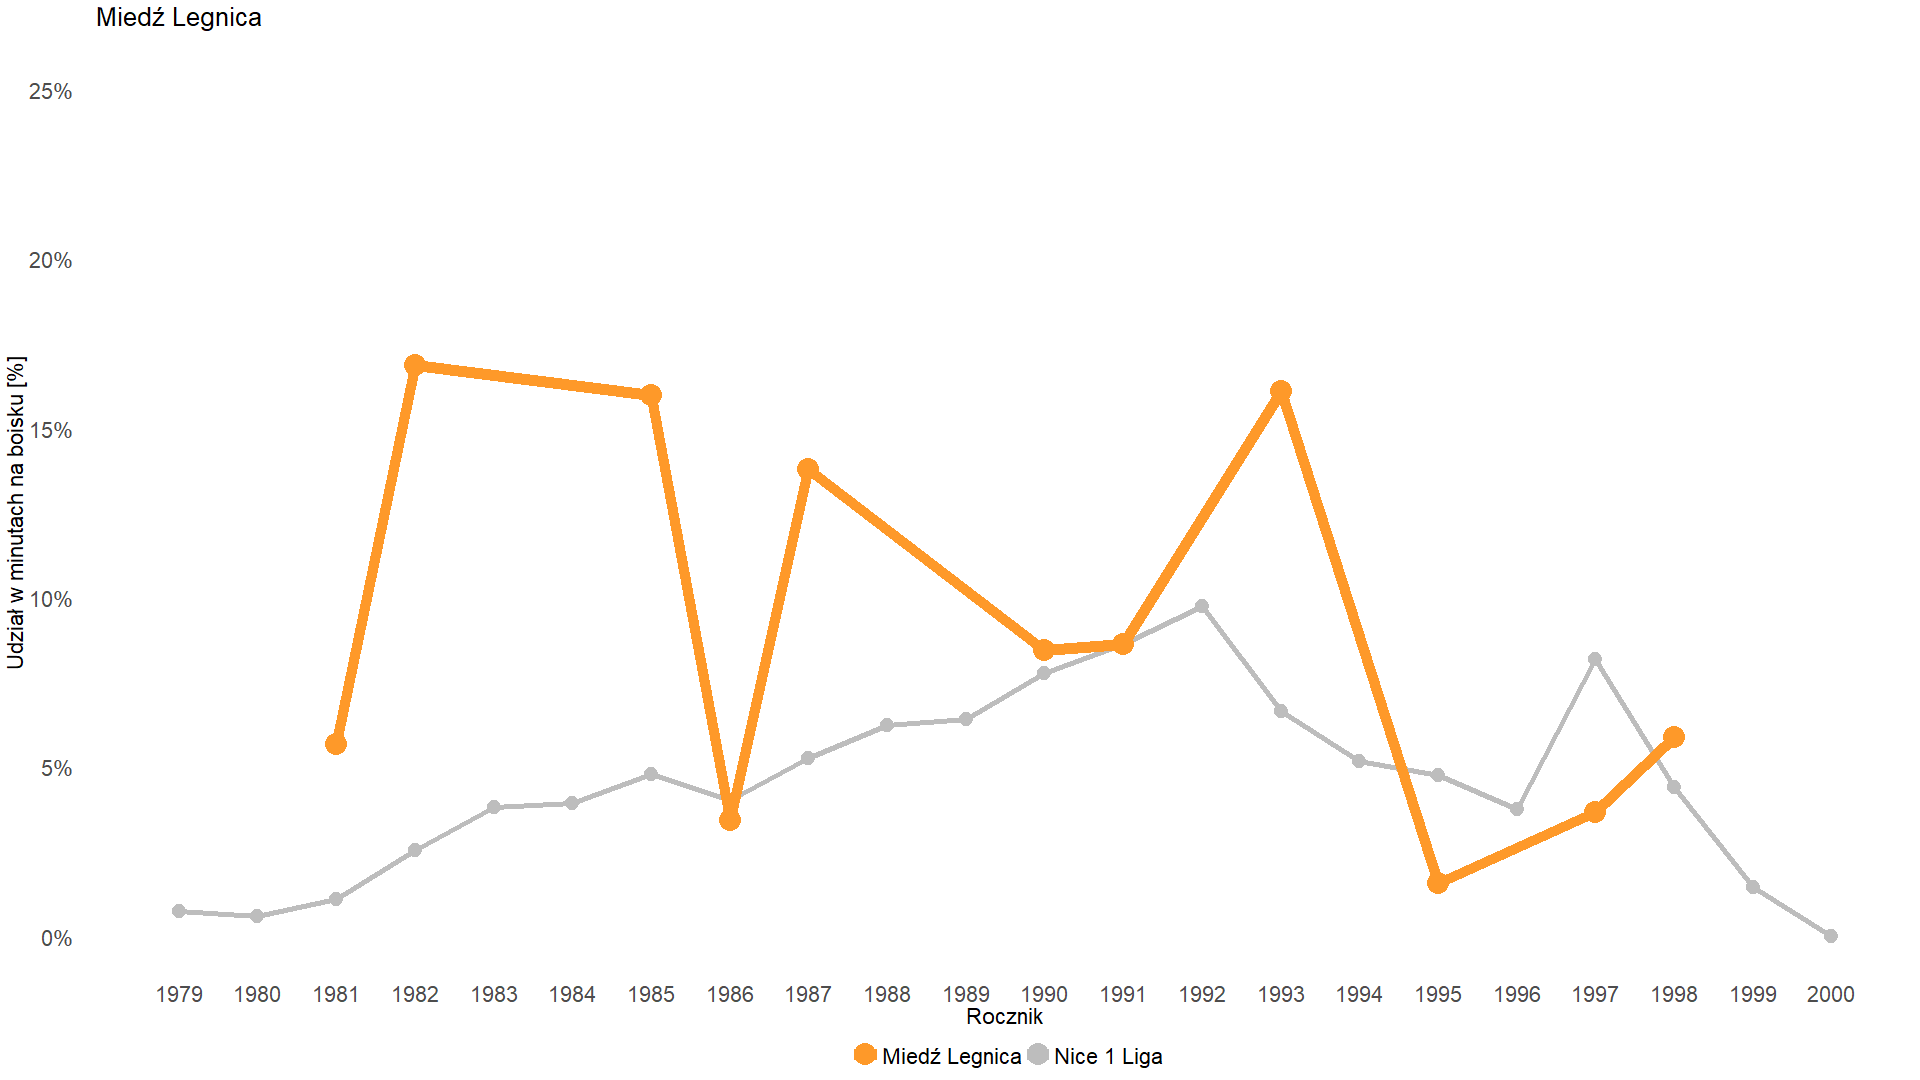 Miedź Legnica
25%
20%
15%
10%
5%
0%
Udział w minutach na boisku [%]
1979 1980 1981 1982 1983 1984 1985 1986 1987 1988 1989 1990 1991 1992 1993 1994 1995 1996 1997 1998 1999 2000
Rocznik
Miedź Legnica Nice 1 Liga